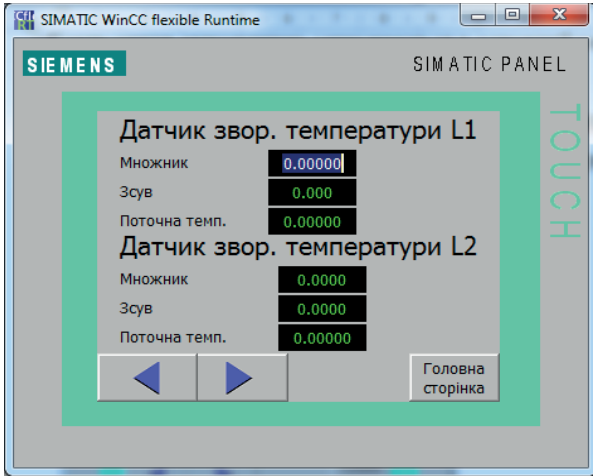 SIMATIC WinCC flexible Runtime
SIEMENS SIMATIC PANEL
TOUCH
Датчик звор. температури L1
Множник 0.00000
Зсув 0.000
Поточна темп. 0.00000
Датчик звор. температури L2
Множник 0.0000
Зсув 0.0000
Поточна темп. 0.00000
Головна
сторінка